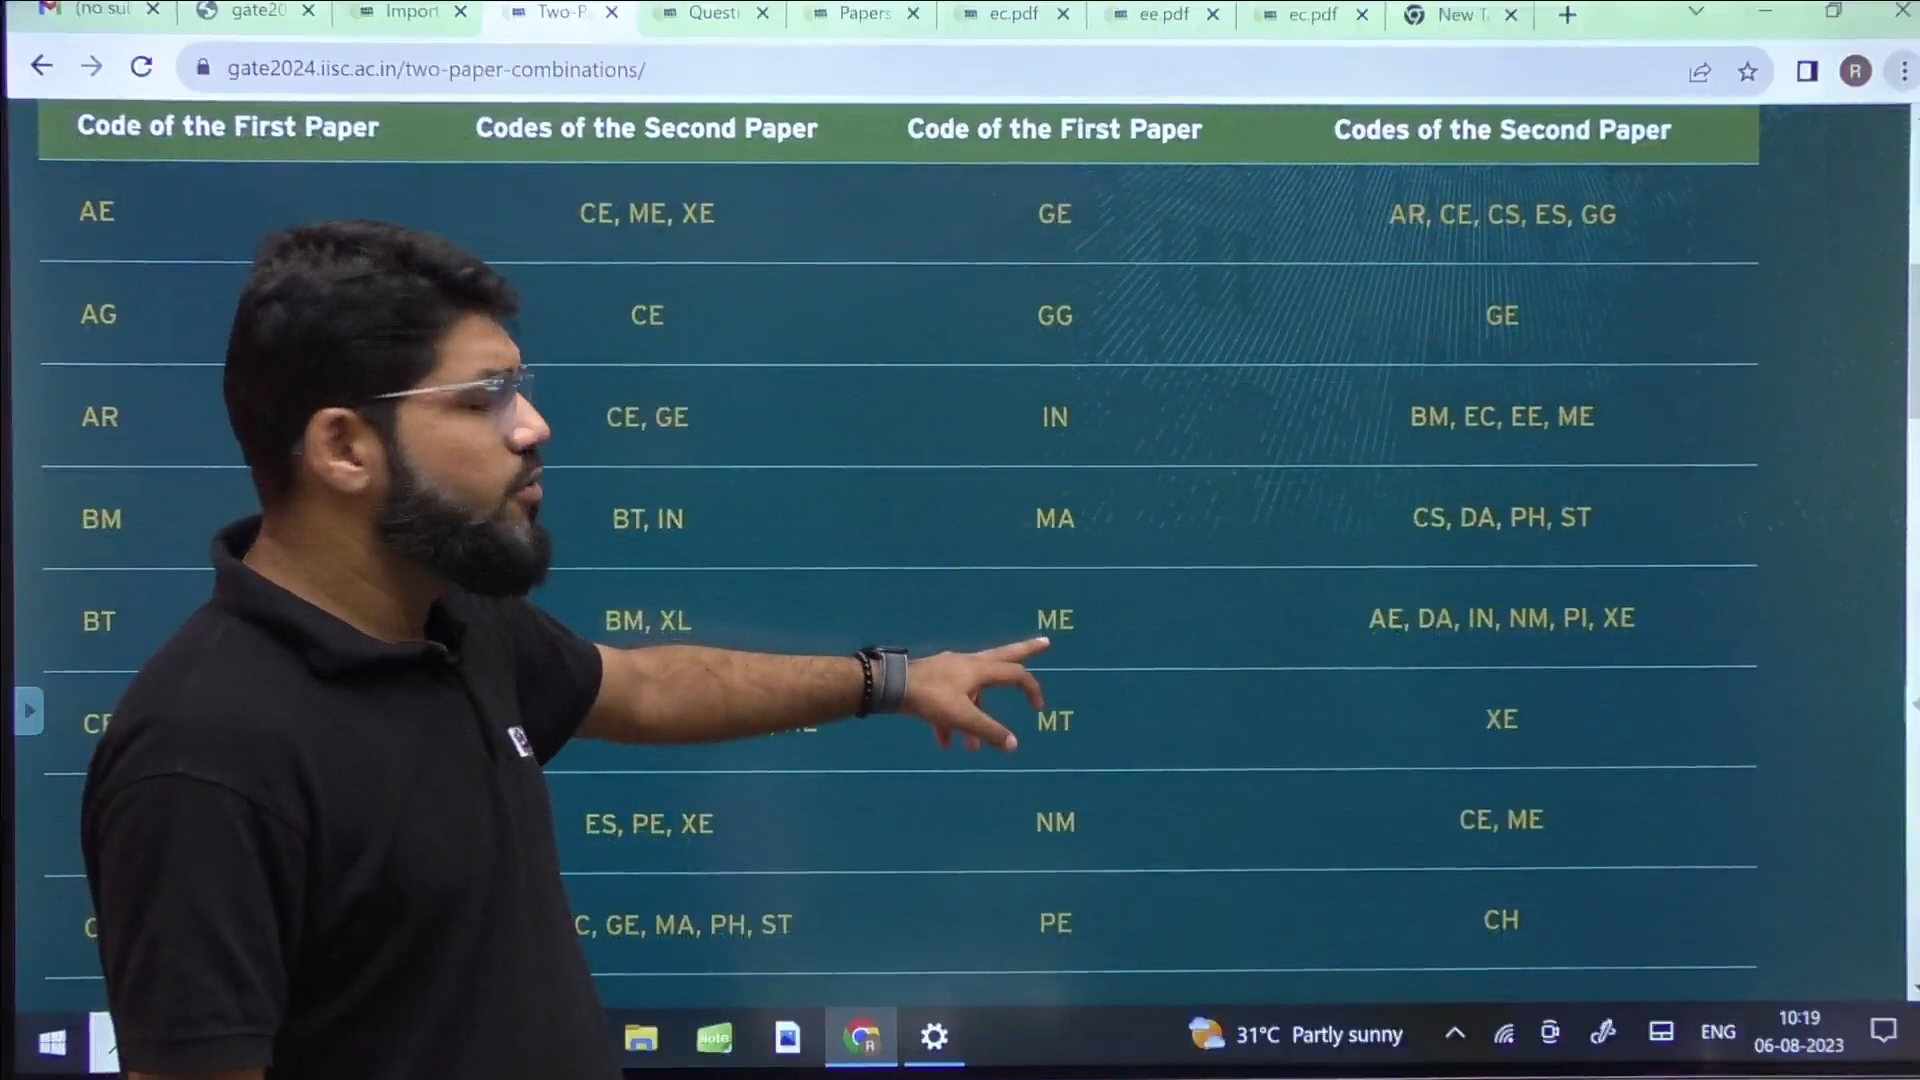 (no sul
gate20
Import
Two-P
Questi
Papers
ec.pdf
ee.pdf
ec.pdf
New T
gate2024.iisc.ac.in/two-paper-combinations/
R
Code of the First Paper Codes of the Second Paper Code of the First Paper Codes of the Second Paper
AE CE, ME, XE GE AR, CE, CS, ES, GG
AG CE GG GE
AR CE, GE IN BM, EC, EE, ME
BM BT, IN MA CS, DA, PH, ST
BT BM, XL ME AE, DA, IN, NM, PI, XE
MT XE
ES, PE, XE NM CE, ME
C, GE, MA, PH, ST PE CH
Note
R
31°C Partly sunny
ENG
10:19
06-08-2023